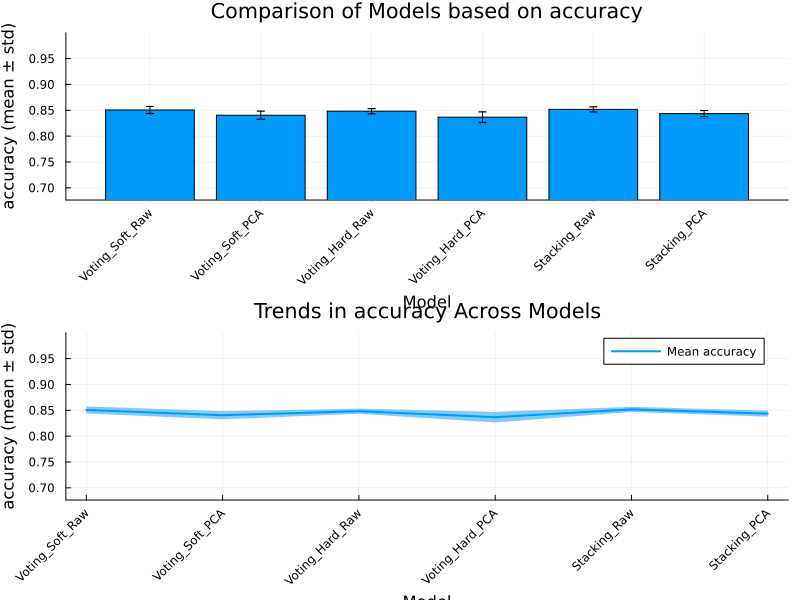 Comparison of Models based on accuracy
accuracy (mean ± std)
0.95
0.90
0.85
0.80
0.75
0.70
Voting_Soft_Raw
Voting_Soft_PCA
Voting_Hard_Raw
Voting_Hard_PCA
Stacking_Raw
Stacking_PCA
Model
Trends in accuracy Across Models
accuracy (mean ± std)
Mean accuracy
0.95
0.90
0.85
0.80
0.75
0.70
Voting_Soft_Raw
Voting_Soft_PCA
Voting_Hard_Raw
Voting_Hard_PCA
Stacking_Raw
Stacking_PCA
Model